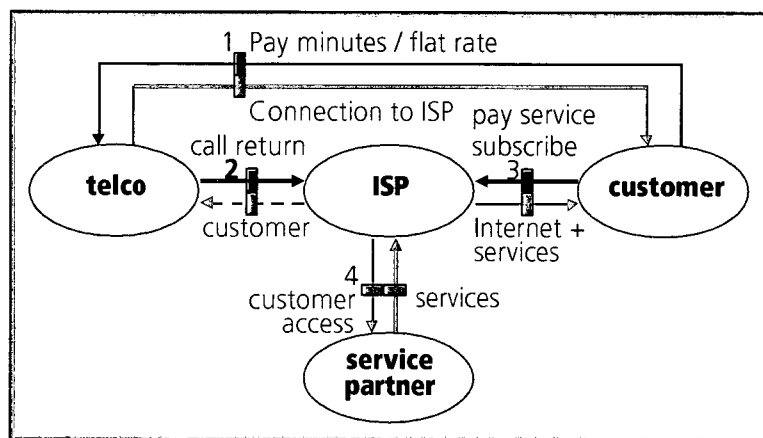 1 Pay minutes / flat rate
Connection to ISP
pay service
subscribe
call return
2
3
telco
ISP
customer
customer
Internet +
services
4
customer
access
services
service
partner